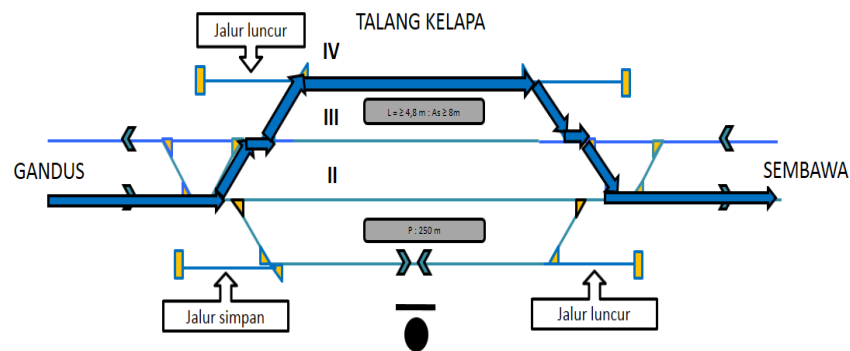 TALANG KELAPA
Jalur luncur
IV
L = ≥ 4,8 m : As ≥ 8m
III
GANDUS
II
SEMBAWA
P : 250 m
Jalur simpan
Jalur luncur